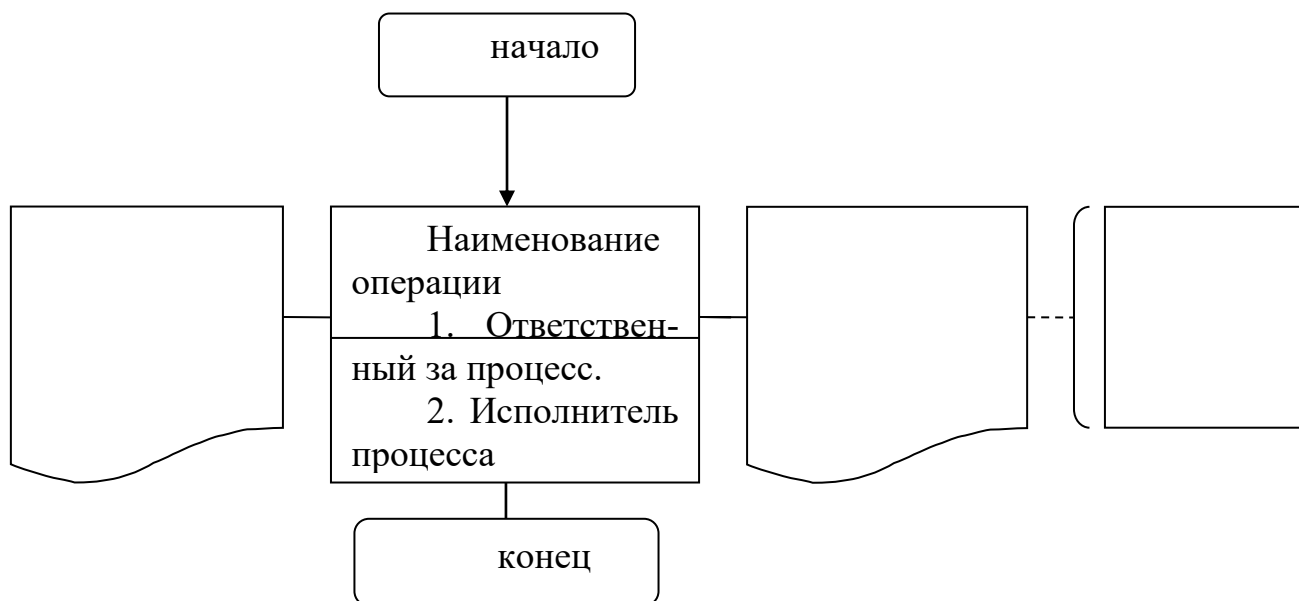 начало
Наименование
операции
1. Ответствен-
ный за процесс.
2. Исполнитель
процесса
конец